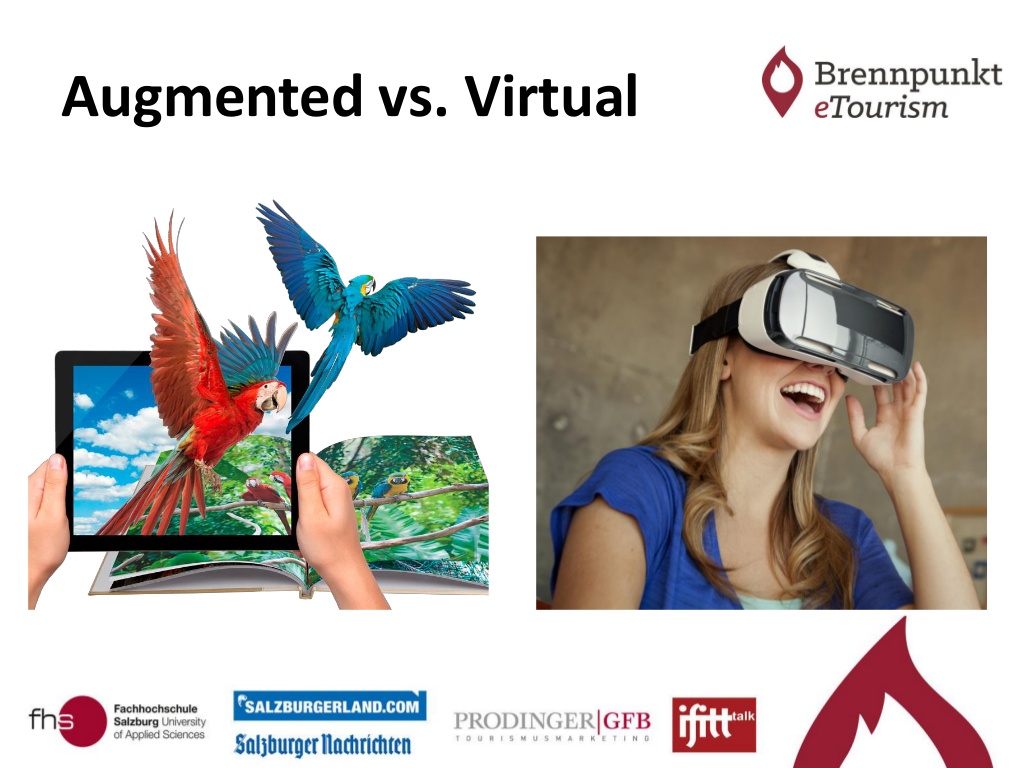 Augmented vs. Virtual
Brennpunkt
eTourism
fhs
Fachhochschule
Salzburg University
of Applied Sciences
SALZBURGERLAND.COM
Salzburger Nachrichten
PRODINGER|GFB
TOURISMUSMARKETING
ifitt talk